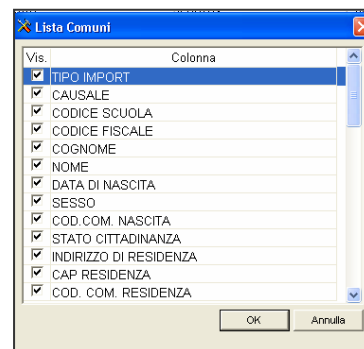 Lista Comuni
Vis. Colonna
TIPO IMPORT
CAUSALE
CODICE SCUOLA
CODICE FISCALE
COGNOME
NOME
DATA DI NASCITA
SESSO
COD.COM. NASCITA
STATO CITTADINANZA
INDIRIZZO DI RESIDENZA
CAP RESIDENZA
COD. COM. RESIDENZA
OK Annulla